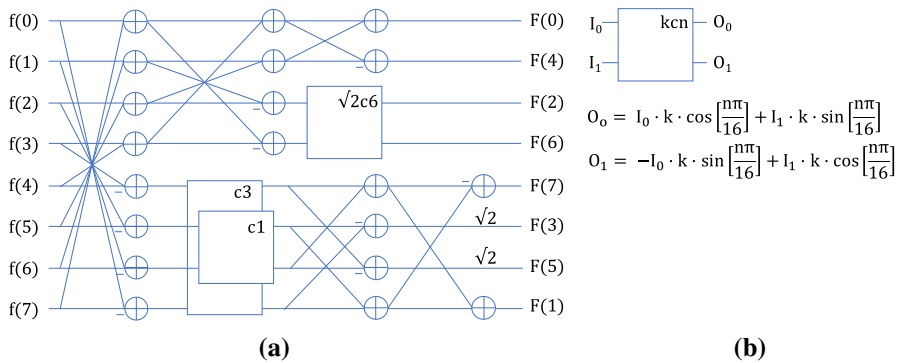 f(0) F(0)
f(1) F(4)
f(2) √2c6 F(2)
f(3) F(6)
f(4) c3 F(7)
f(5) c1 √2 F(3)
f(6) √2 F(5)
f(7) F(1)
(a)
I₀ kcn O₀
I₁ O₁
Oₒ = I₀ · k · cos [nπ/16] + I₁ · k · sin [nπ/16]
O₁ = −I₀ · k · sin [nπ/16] + I₁ · k · cos [nπ/16]
(b)